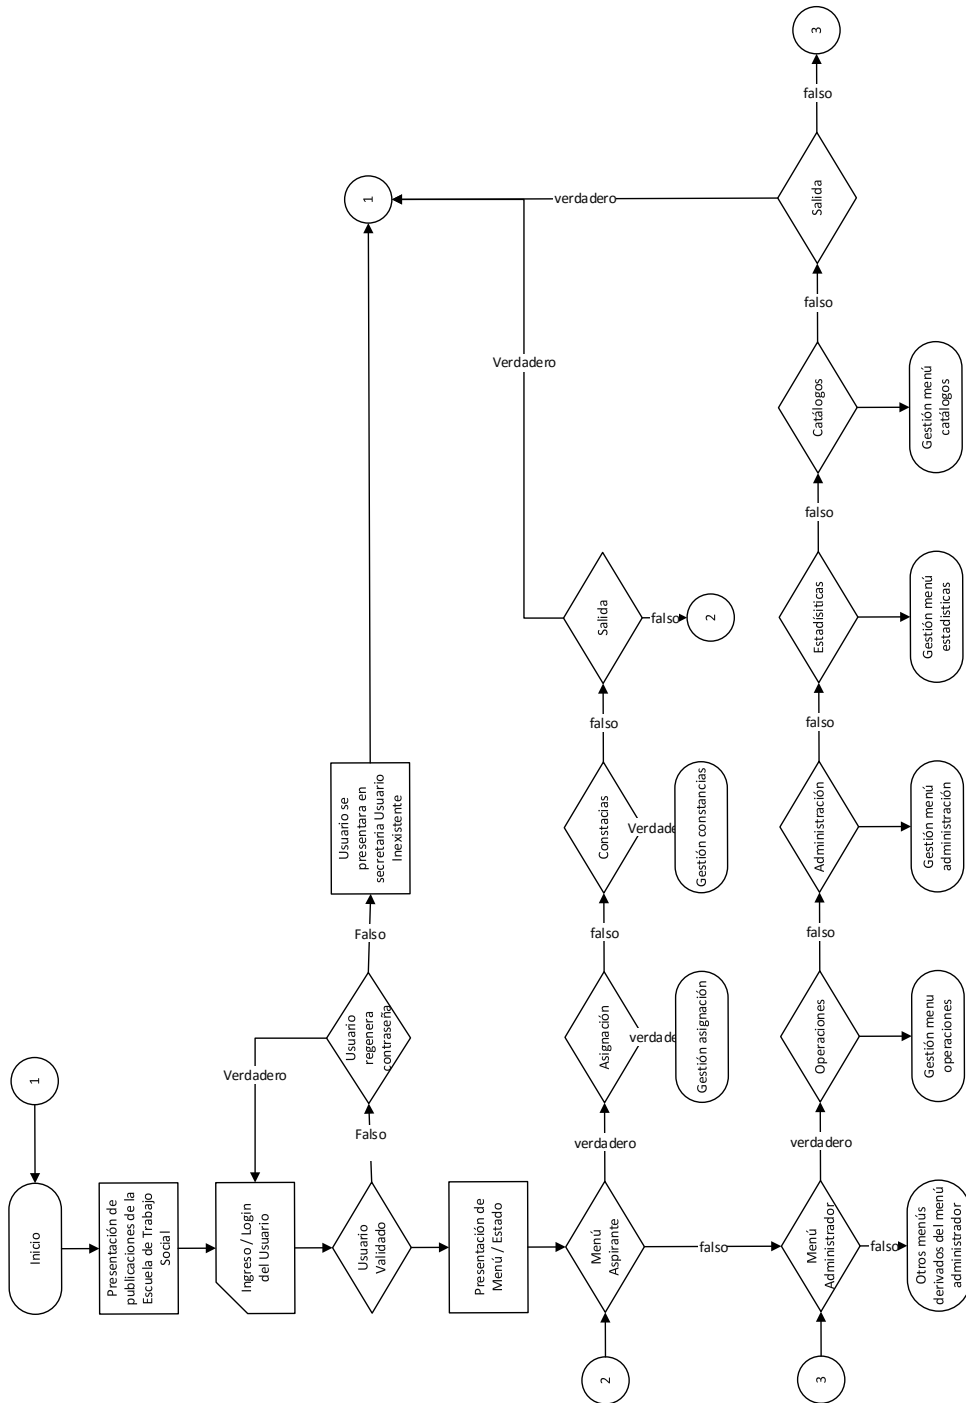 1
Inicio
Presentación de
publicaciones de la
Escuela de Trabajo
Social
Ingreso / Login
del Usuario
Verdadero
Usuario
Validado
Falso
Usuario
regenera
contraseña
Falso
Usuario se
presentara en
secretaria Usuario
Inexistente
1
Presentación de
Menú / Estado
2
Menú
Aspirante
verdadero
Asignación
verdade
Gestión asignación
falso
Constacias
Verdade
Gestión constancias
falso
Salida
Verdadero
falso
2
falso
3
Menú
Administrador
falso
Otros menús
derivados del menú
administrador
verdadero
Operaciones
Gestión menu
operaciones
falso
Administración
Gestión menú
administración
falso
Estadísiticas
Gestión menú
estadisticas
falso
Catálogos
Gestión menú
catálogos
falso
Salida
verdadero
falso
3